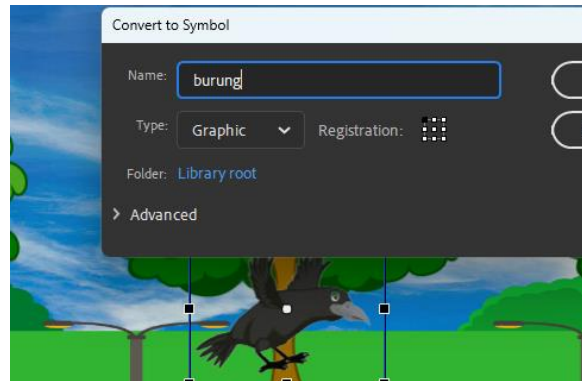 Convert to Symbol
Name: burung
Type: Graphic Registration:
Folder: Library root
Advanced